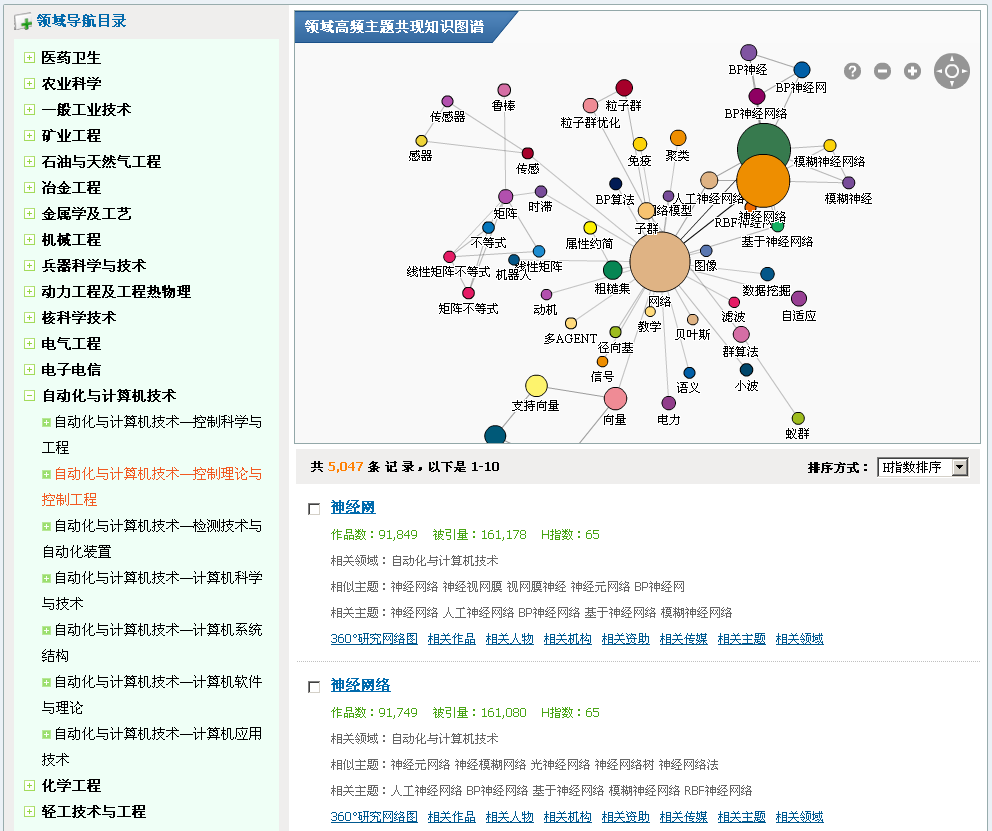 领域导航目录
医药卫生
农业科学
一般工业技术
矿业工程
石油与天然气工程
冶金工程
金属学及工艺
机械工程
兵器科学与技术
动力工程及工程热物理
核科学技术
电气工程
电子电信
自动化与计算机技术
自动化与计算机技术—控制科学与
工程
自动化与计算机技术—控制理论与
控制工程
自动化与计算机技术—检测技术与
自动化装置
自动化与计算机技术—计算机科学
与技术
自动化与计算机技术—计算机系统
结构
自动化与计算机技术—计算机软件
与理论
自动化与计算机技术—计算机应用
技术
化学工程
轻工技术与工程
领域高频主题共现知识图谱
BP神经
BP神经网
BP神经网络
鲁棒
传感器
粒子群
粒子群优化
感器
传感
免疫
聚类
模糊神经网络
BP算法
人工神经网络
模糊神经
矩阵
时滞
网络模型
子群
神经网络
RBF神经网络
基于神经网络
不等式
属性约简
线性矩阵不等式
机器人
线性矩阵
图像
粗糙集
网络
数据挖掘
矩阵不等式
动机
教学
滤波
自适应
多AGENT
径向基
贝叶斯
群算法
信号
语义
小波
支持向量
向量
电力
蚁群
共 5,047 条 记 录，以下是 1-10
排序方式：
H指数排序
神经网
作品数：91,849 被引量：161,178 H指数：65
相关领域：自动化与计算机技术
相似主题：神经网络 神经视网膜 视网膜神经 神经元网络 BP神经网
相关主题：神经网络 人工神经网络 BP神经网络 基于神经网络 模糊神经网络
360°研究网络图 相关作品 相关人物 相关机构 相关资助 相关传媒 相关主题 相关领域
神经网络
作品数：91,749 被引量：161,080 H指数：65
相关领域：自动化与计算机技术
相似主题：神经元网络 神经模糊网络 光神经网络 神经网络树 神经网络法
相关主题：人工神经网络 BP神经网络 基于神经网络 模糊神经网络 RBF神经网络
360°研究网络图 相关作品 相关人物 相关机构 相关资助 相关传媒 相关主题 相关领域